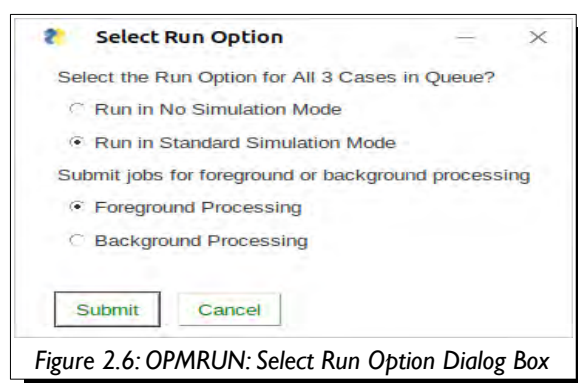 Select Run Option
Select the Run Option for All 3 Cases in Queue?
Run in No Simulation Mode
Run in Standard Simulation Mode
Submit jobs for foreground or background processing
Foreground Processing
Background Processing
Submit Cancel
Figure 2.6: OPMRUN: Select Run Option Dialog Box